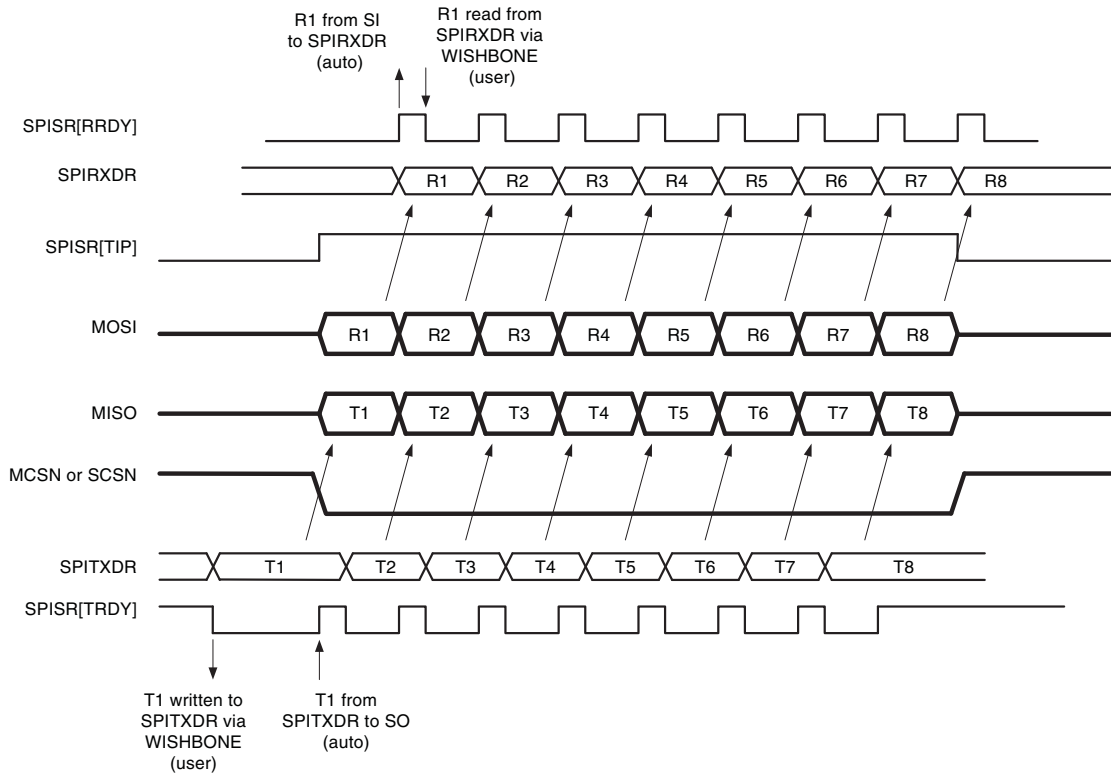 R1 from SI
to SPIRXDR
(auto)
R1 read from
SPIRXDR via
WISHBONE
(user)
SPISR[RRDY]
SPIRXDR
R1 R2 R3 R4 R5 R6 R7 R8
SPISR[TIP]
MOSI
R1 R2 R3 R4 R5 R6 R7 R8
MISO
T1 T2 T3 T4 T5 T6 T7 T8
MCSN or SCSN
SPITXDR
T1 T2 T3 T4 T5 T6 T7 T8
SPISR[TRDY]
T1 written to
SPITXDR via
WISHBONE
(user)
T1 from
SPITXDR to SO
(auto)